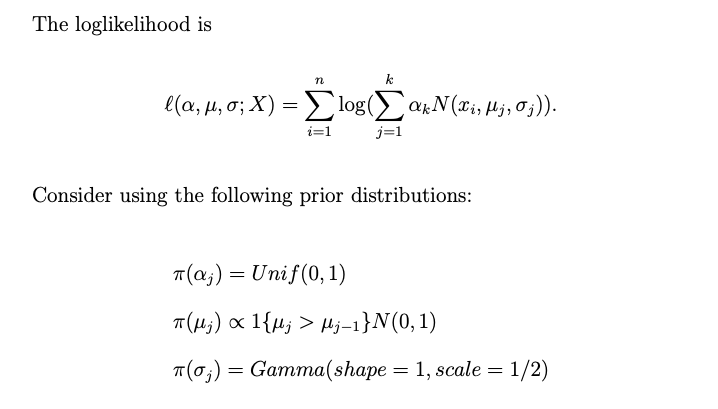 The loglikelihood is
ℓ(α, μ, σ; X) = ∑_{i=1}^{n} log(∑_{j=1}^{k} α_k N(x_i, μ_j, σ_j)).
Consider using the following prior distributions:
π(α_j) = Unif(0, 1)
π(μ_j) ∝ 1{μ_j > μ_{j−1}}N(0, 1)
π(σ_j) = Gamma(shape = 1, scale = 1/2)